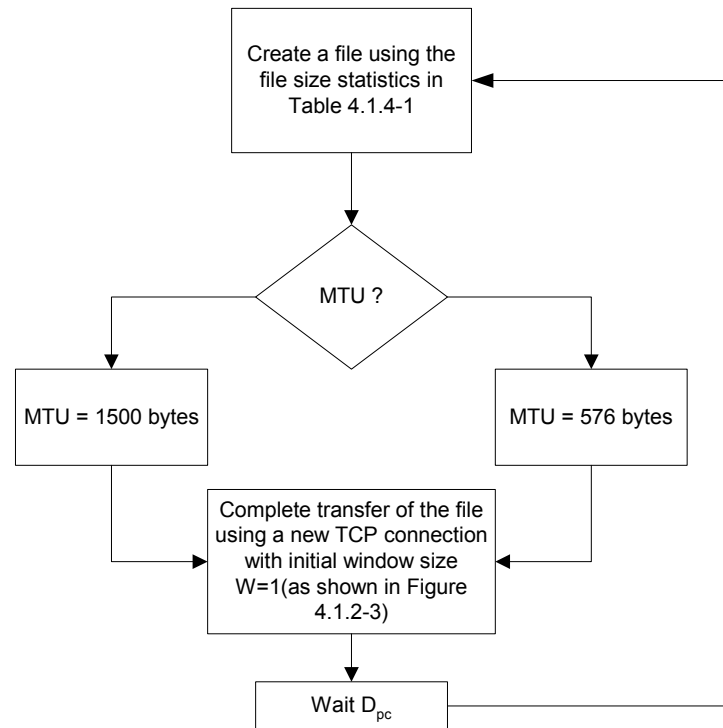 Create a file using the
file size statistics in
Table 4.1.4-1
MTU ?
MTU = 1500 bytes
MTU = 576 bytes
Complete transfer of the file
using a new TCP connection
with initial window size
W=1(as shown in Figure
4.1.2-3)
Wait Dpc